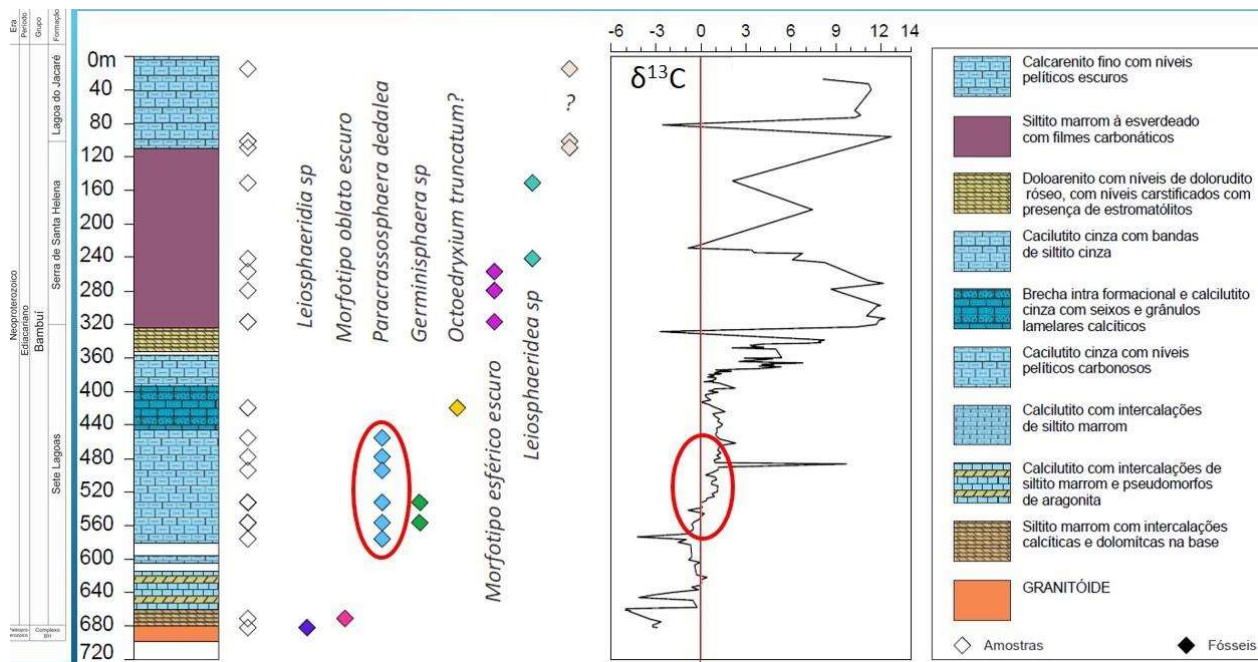 Era
Período
Grupo
Formação
Neoproterozoico
Ediacariano
Bambuí
Lagoa do Jacaré
Serra de Santa Helena
Sete Lagoas
Complexo
BH
0m
40
80
120
160
200
240
280
320
360
400
440
480
520
560
600
640
680
720
Leiosphaeridia sp
Morfotipo oblato escuro
Paracrassosphaera dedalea
Germinisphaera sp
Octoedryxium truncatum?
Morfotipo esférico escuro
Leiosphaeridea sp
?
-6 -3 0 3 6 9 12 14
δ13C
Calcarenito fino com níveis
pelíticos escuros
Siltito marrom à esverdeado
com filmes carbonáticos
Doloarenito com níveis de dolorudito
róseo, com níveis carstificados com
presença de estromatólitos
Cacilutito cinza com bandas
de siltito cinza
Brecha intra formacional e calcilutito
cinza com seixos e grânulos
lamelares calcíticos
Cacilutito cinza com níveis
pelíticos carbonosos
Calcilutito com intercalações
de siltito marrom
Calcilutito com intercalações de
siltito marrom e pseudomorfos
de aragonita
Siltito marrom com intercalações
calcíticas e dolomítcas na base
GRANITÓIDE
Amostras
Fósseis